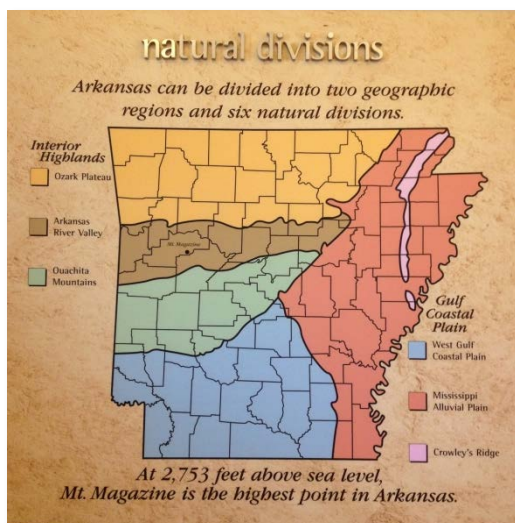 natural divisions
Arkansas can be divided into two geographic
regions and six natural divisions.
Interior
Highlands
Ozark Plateau
Arkansas
River Valley
Ouachita
Mountains
Mt. Magazine
Gulf
Coastal
Plain
West Gulf
Coastal Plain
Mississippi
Alluvial Plain
Crowley's Ridge
At 2,753 feet above sea level,
Mt. Magazine is the highest point in Arkansas.